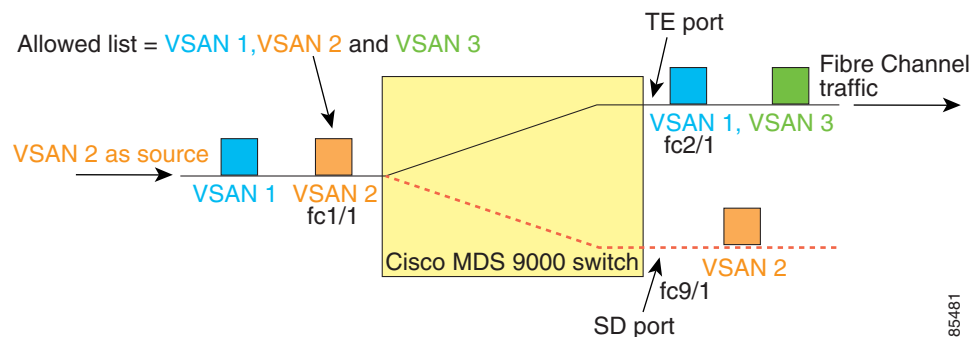 TE port
Allowed list = VSAN 1,VSAN 2 and VSAN 3
Fibre Channel
traffic
VSAN 1, VSAN 3
fc2/1
VSAN 2 as source
VSAN 1
VSAN 2
fc1/1
Cisco MDS 9000 switch
VSAN 2
fc9/1
SD port
85481